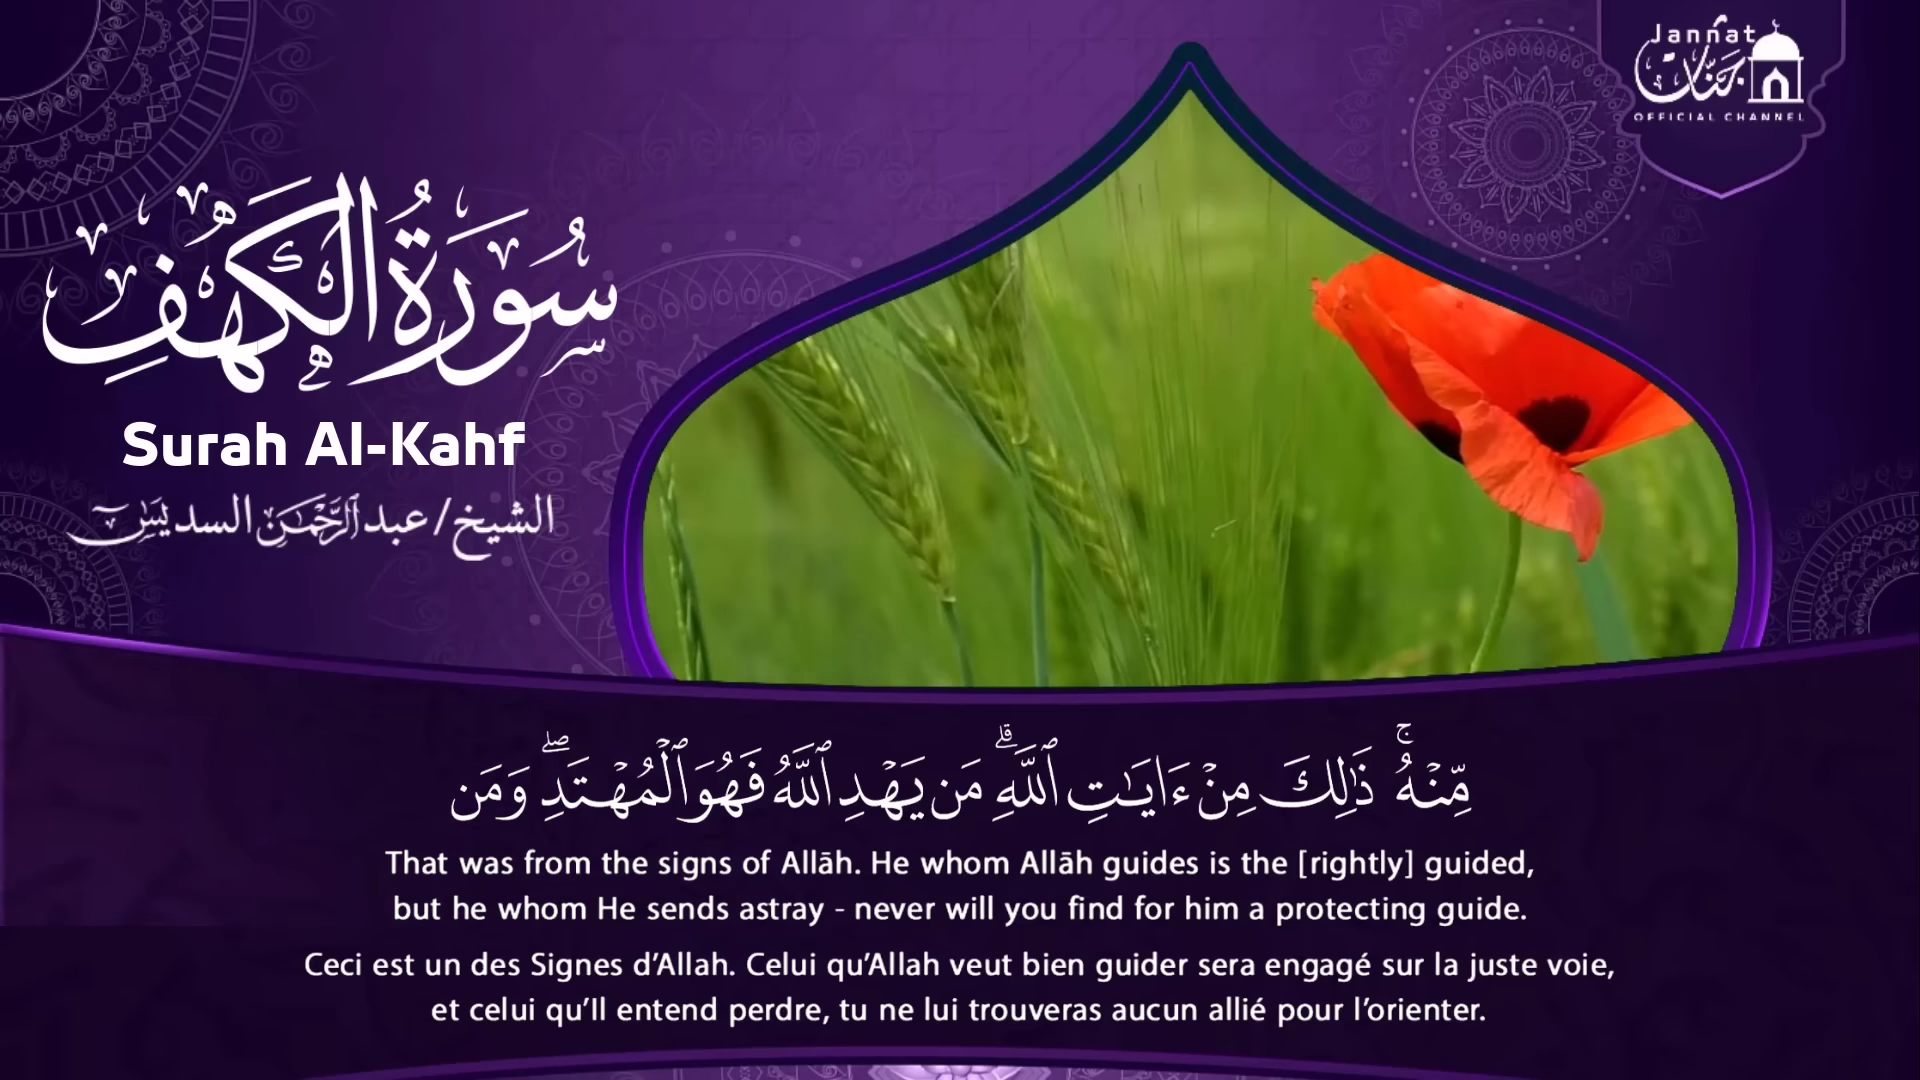 Jannat
جنات
OFFICIAL CHANNEL
سُورَةُ الكَهْفِ
Surah Al-Kahf
الشيخ/عبد الرَّحْمَٰن السديس
مِّنۡهُۚ ذَٰلِكَ مِنۡ ءَايَٰتِ ٱللَّهِۗ مَن يَهۡدِ ٱللَّهُ فَهُوَ ٱلۡمُهۡتَدِۖ وَمَن
That was from the signs of Allāh. He whom Allāh guides is the [rightly] guided,
but he whom He sends astray - never will you find for him a protecting guide.
Ceci est un des Signes d’Allah. Celui qu’Allah veut bien guider sera engagé sur la juste voie,
et celui qu’Il entend perdre, tu ne lui trouveras aucun allié pour l’orienter.